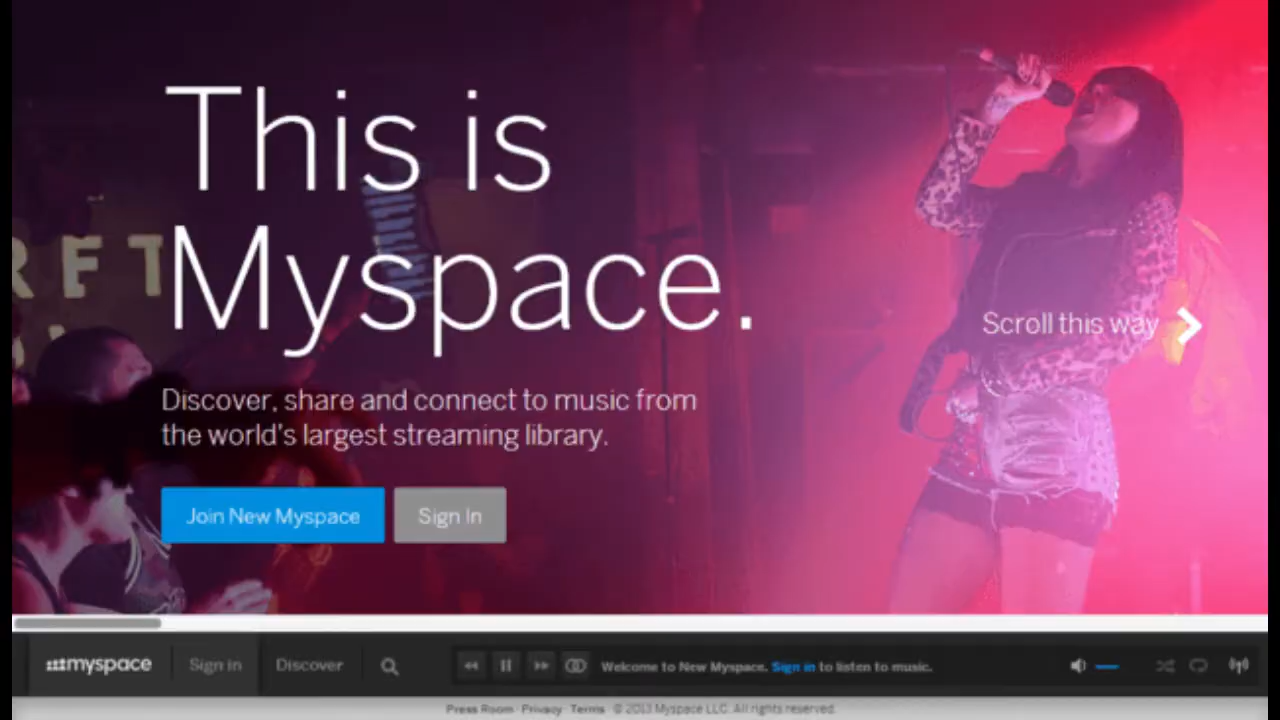 This is
Myspace.
RFT
Scroll this way
Discover, share and connect to music from
the world's largest streaming library.
Join New Myspace
Sign In
myspace
Sign in
Discover
Welcome to New Myspace. Sign in to listen to music.
Press Room · Privacy · Terms · © 2013 Myspace LLC. All rights reserved.